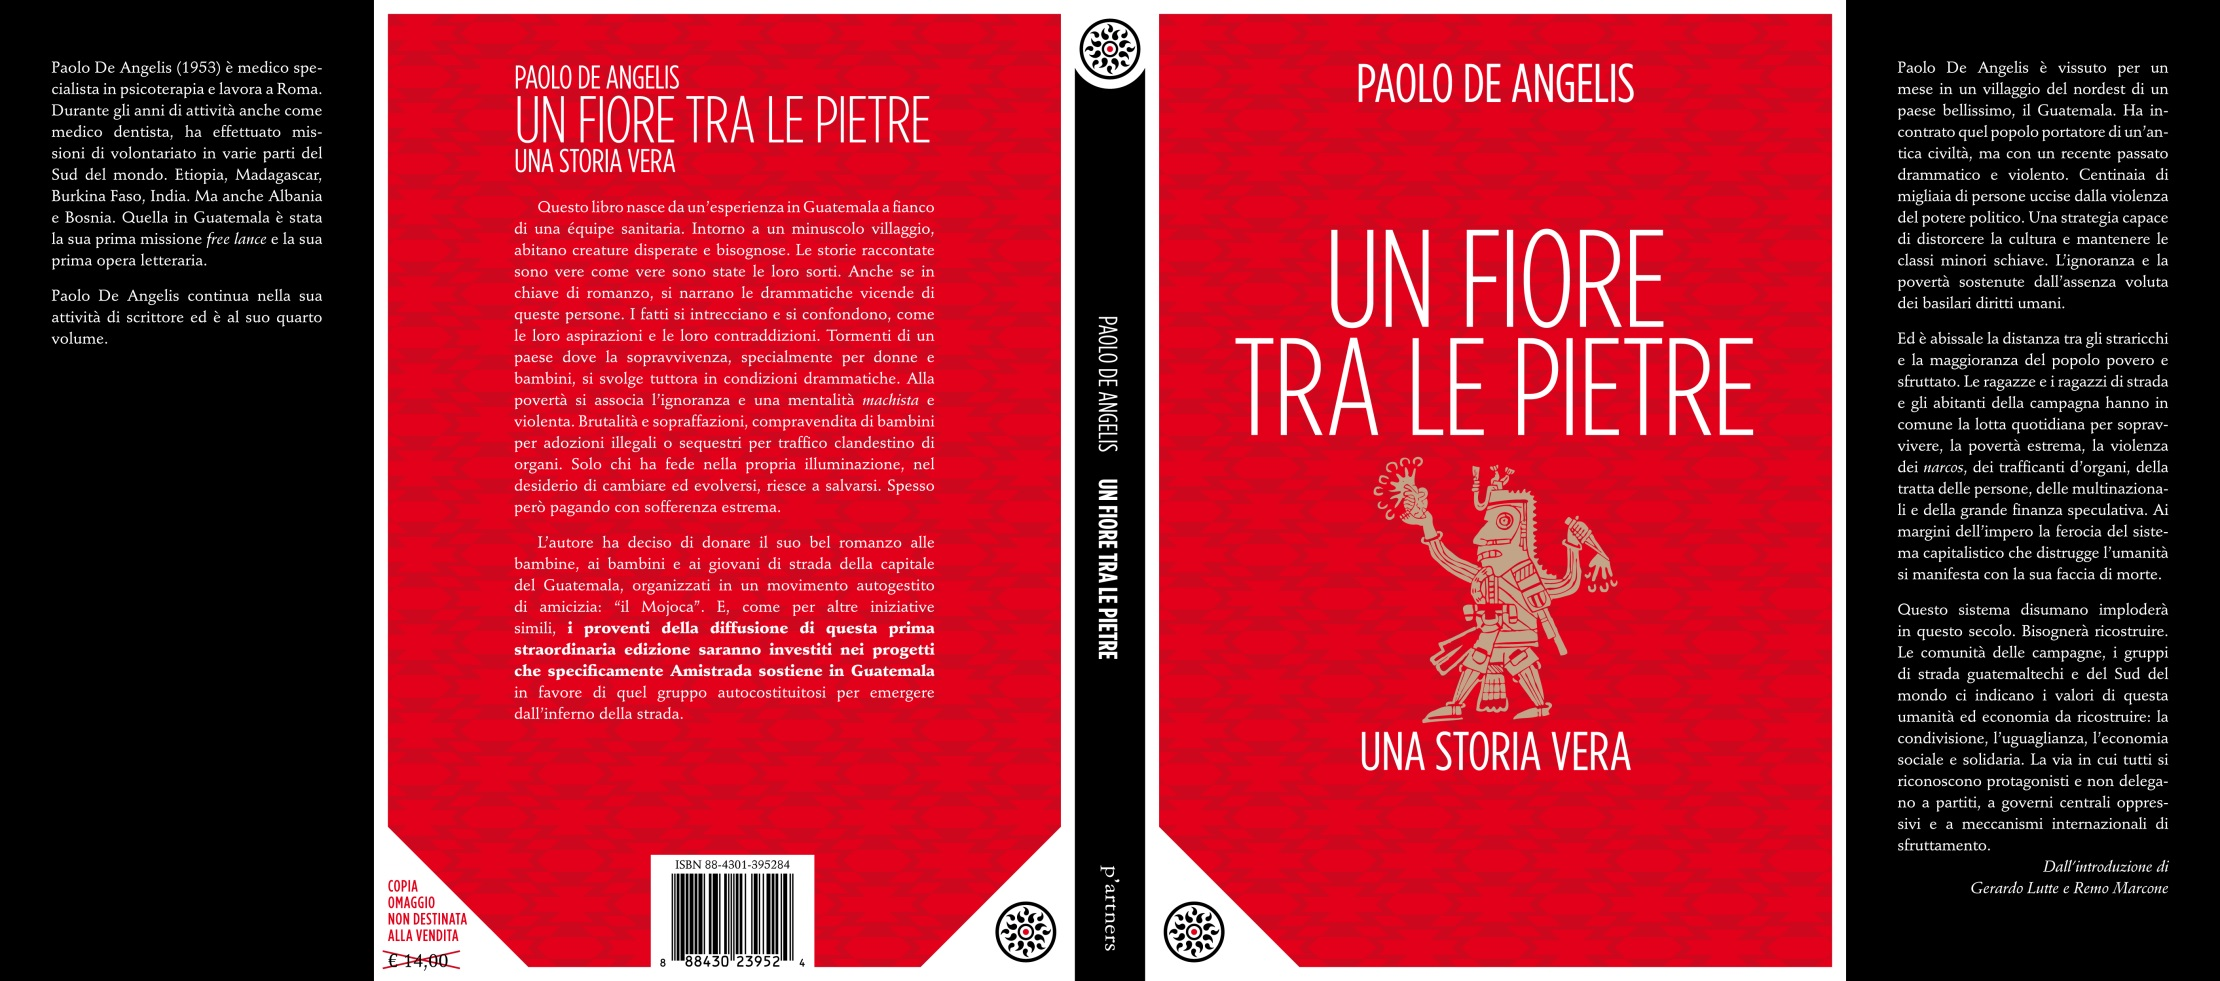 Paolo De Angelis (1953) è medico spe-
cialista in psicoterapia e lavora a Roma.
Durante gli anni di attività anche come
medico dentista, ha effettuato mis-
sioni di volontariato in varie parti del
Sud del mondo. Etiopia, Madagascar,
Burkina Faso, India. Ma anche Albania
e Bosnia. Quella in Guatemala è stata
la sua prima missione free lance e la sua
prima opera letteraria.
Paolo De Angelis continua nella sua
attività di scrittore ed è al suo quarto
volume.
PAOLO DE ANGELIS
UN FIORE TRA LE PIETRE
UNA STORIA VERA
Questo libro nasce da un’esperienza in Guatemala a fianco
di una équipe sanitaria. Intorno a un minuscolo villaggio,
abitano creature disperate e bisognose. Le storie raccontate
sono vere come vere sono state le loro sorti. Anche se in
chiave di romanzo, si narrano le drammatiche vicende di
queste persone. I fatti si intrecciano e si confondono, come
le loro aspirazioni e le loro contraddizioni. Tormenti di un
paese dove la sopravvivenza, specialmente per donne e
bambini, si svolge tuttora in condizioni drammatiche. Alla
povertà si associa l’ignoranza e una mentalità machista e
violenta. Brutalità e sopraffazioni, compravendita di bambini
per adozioni illegali o sequestri per traffico clandestino di
organi. Solo chi ha fede nella propria illuminazione, nel
desiderio di cambiare ed evolversi, riesce a salvarsi. Spesso
però pagando con sofferenza estrema.
L’autore ha deciso di donare il suo bel romanzo alle
bambine, ai bambini e ai giovani di strada della capitale
del Guatemala, organizzati in un movimento autogestito
di amicizia: “il Mojoca”. E, come per altre iniziative
simili, i proventi della diffusione di questa prima
straordinaria edizione saranno investiti nei progetti
che specificamente Amistrada sostiene in Guatemala
in favore di quel gruppo autocostituitosi per emergere
dall’inferno della strada.
COPIA
OMAGGIO
NON DESTINATA
ALLA VENDITA
€ 14,00
ISBN 88-4301-395284
8 88430 23952 4
PAOLO DE ANGELIS UN FIORE TRA LE PIETRE
p’artners
PAOLO DE ANGELIS
UN FIORE
TRA LE PIETRE
UNA STORIA VERA
Paolo De Angelis è vissuto per un
mese in un villaggio del nordest di un
paese bellissimo, il Guatemala. Ha in-
contrato quel popolo portatore di un’an-
tica civiltà, ma con un recente passato
drammatico e violento. Centinaia di
migliaia di persone uccise dalla violenza
del potere politico. Una strategia capace
di distorcere la cultura e mantenere le
classi minori schiave. L’ignoranza e la
povertà sostenute dall’assenza voluta
dei basilari diritti umani.
Ed è abissale la distanza tra gli straricchi
e la maggioranza del popolo povero e
sfruttato. Le ragazze e i ragazzi di strada
e gli abitanti della campagna hanno in
comune la lotta quotidiana per soprav-
vivere, la povertà estrema, la violenza
dei narcos, dei trafficanti d’organi, della
tratta delle persone, delle multinaziona-
li e della grande finanza speculativa. Ai
margini dell’impero la ferocia del siste-
ma capitalistico che distrugge l’umanità
si manifesta con la sua faccia di morte.
Questo sistema disumano imploderà
in questo secolo. Bisognerà ricostruire.
Le comunità delle campagne, i gruppi
di strada guatemaltechi e del Sud del
mondo ci indicano i valori di questa
umanità ed economia da ricostruire: la
condivisione, l’uguaglianza, l’economia
sociale e solidaria. La via in cui tutti si
riconoscono protagonisti e non delega-
no a partiti, a governi centrali oppres-
sivi e a meccanismi internazionali di
sfruttamento.
Dall’introduzione di
Gerardo Lutte e Remo Marcone